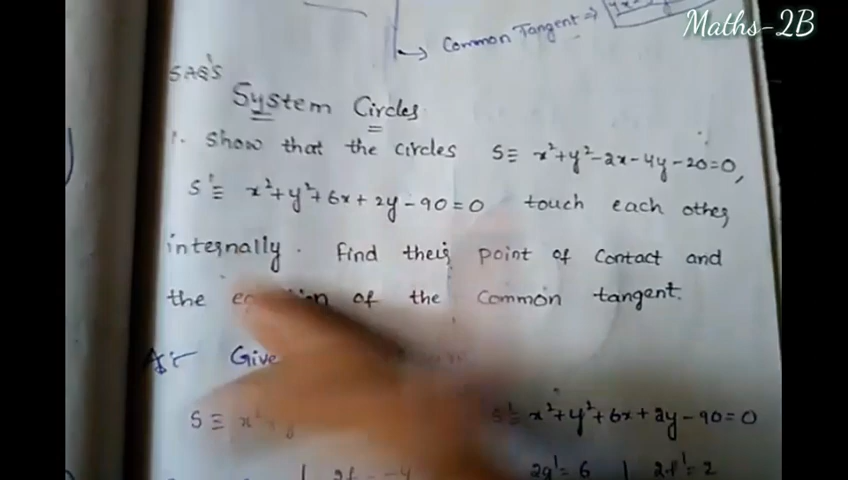 Maths-2B
→ Common Tangent ⇒
SAQ'S
System Circles
1. Show that the circles S≡ x²+y²-2x-4y-20=0,
S'≡ x²+y²+6x+2y-90=0 touch each other
internally. Find their point of contact and
the of the common tangent.
A:- Give
S≡ S'≡ x²+y²+6x+2y-90=0
2f = -4 2g'=6 | 2f'=2